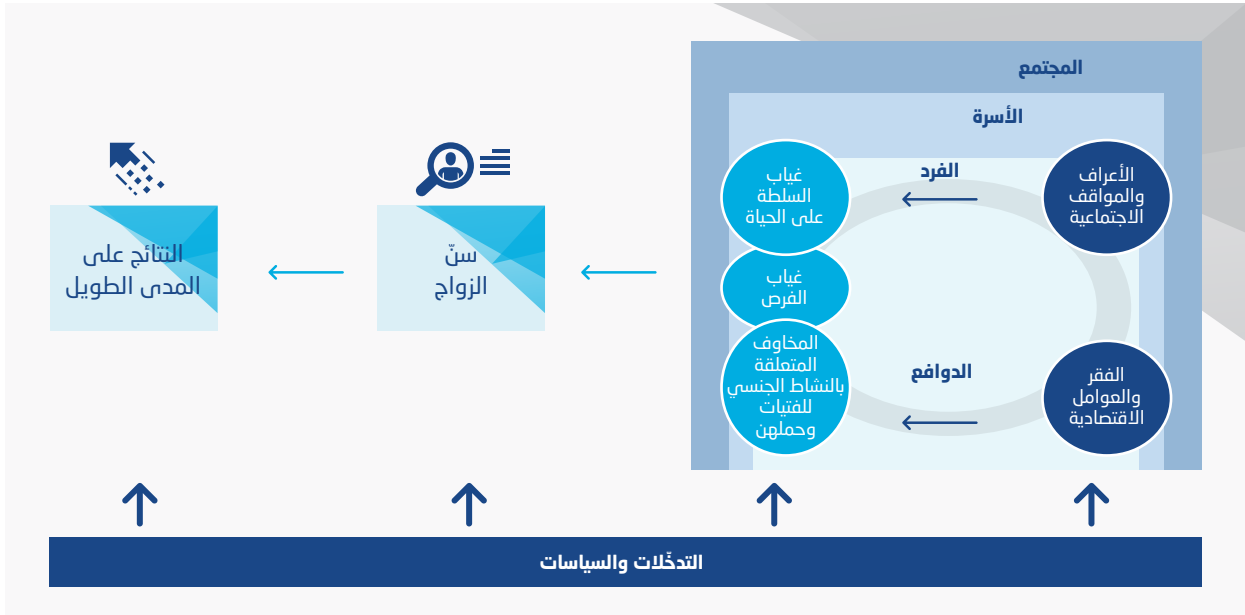 المجتمع
الأسرة
الفرد
الأعراف
والمواقف
الاجتماعية
غياب
السلطة
على الحياة
غياب
الفرص
الدوافع
الفقر
والعوامل
الاقتصادية
المخاوف
المتعلقة
بالنشاط الجنسي
للفتيات
وحملهن
سنّ
الزواج
النتائج على
المدى الطويل
التدخّلات والسياسات